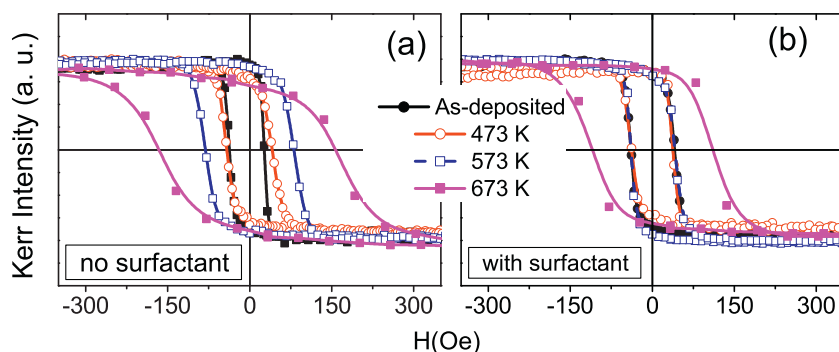 Kerr Intensity (a. u.)
(a)
(b)
As-deposited
473 K
573 K
673 K
no surfactant
with surfactant
-300 -150 0 150 300
-300 -150 0 150 300
H(Oe)